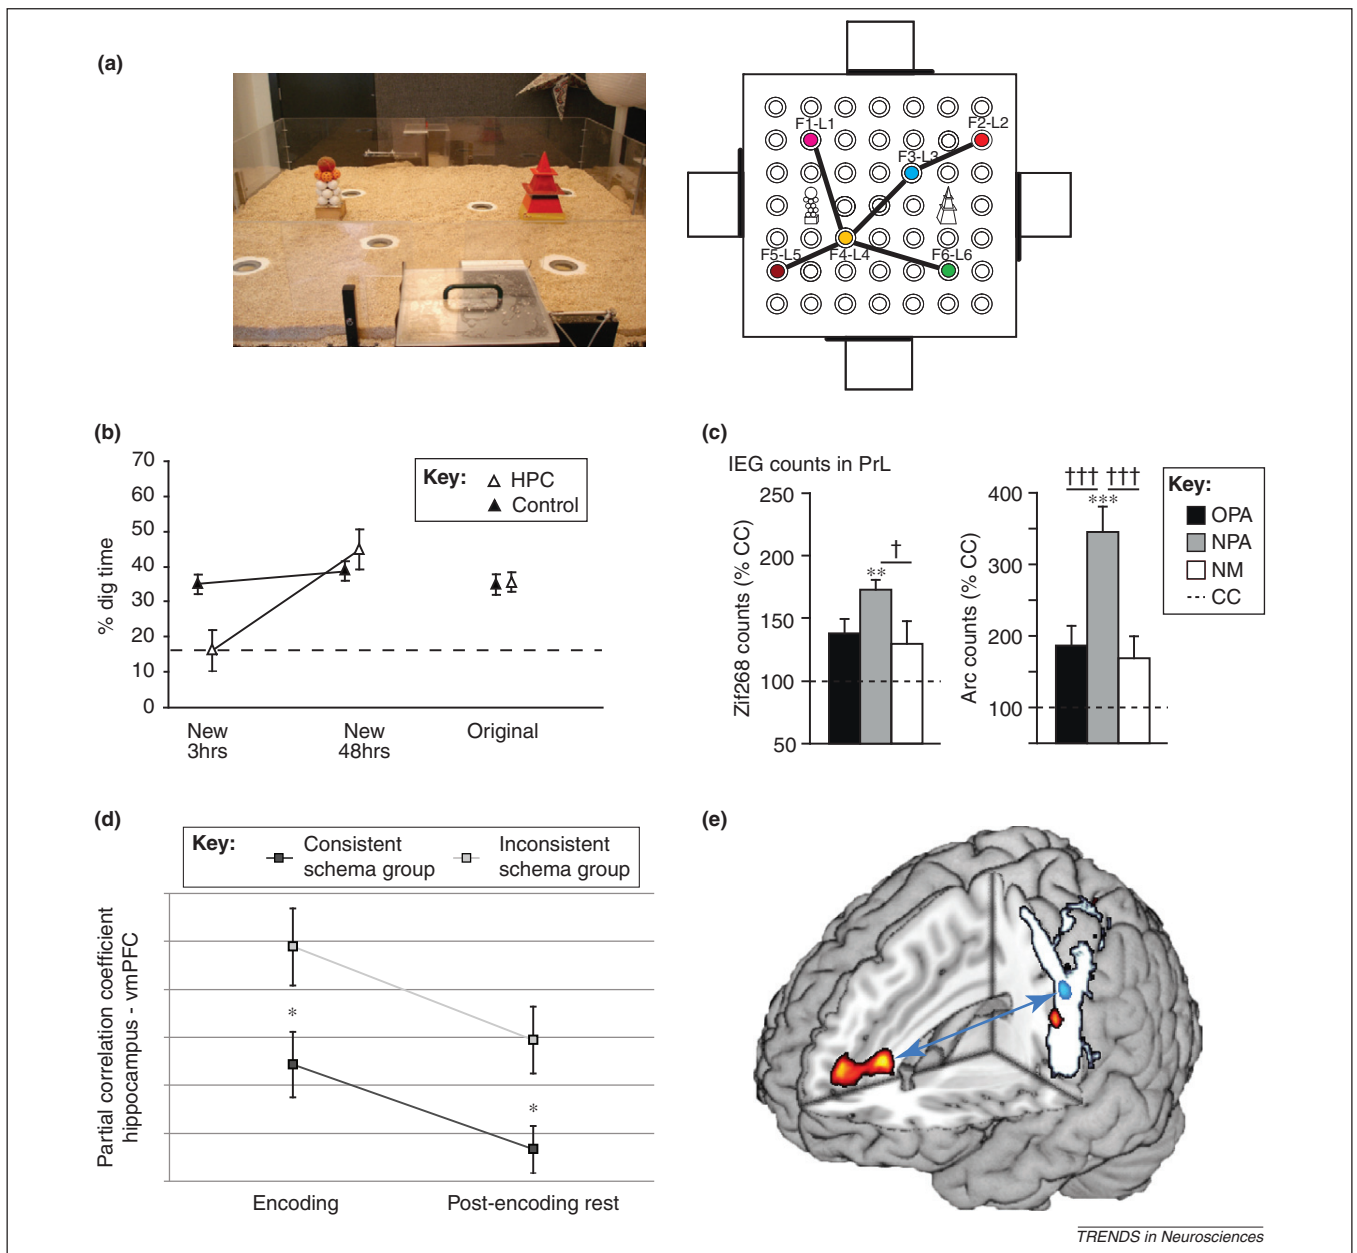 (a)
F1-L1
F2-L2
F3-L3
F5-L5
F4-L4
F6-L6
(b)
% dig time
70
60
50
40
30
20
10
0
New
3hrs
New
48hrs
Original
Key:
HPC
Control
(c)
IEG counts in PrL
Zif268 counts (% CC)
250
200
150
100
50
**
†
Arc counts (% CC)
400
300
200
100
†††
†††
***
Key:
OPA
NPA
NM
CC
(d)
Key:
Consistent
schema group
Inconsistent
schema group
Partial correlation coefficient
hippocampus - vmPFC
*
*
Encoding
Post-encoding rest
(e)
TRENDS in Neurosciences